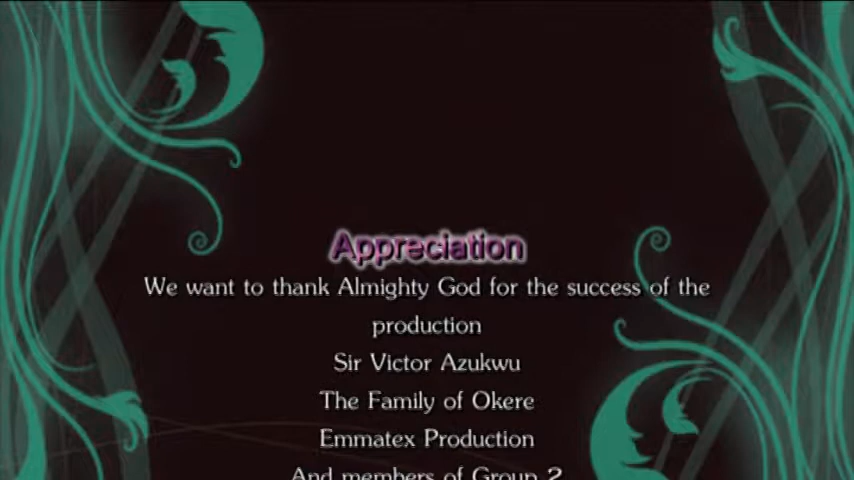 Appreciation
We want to thank Almighty God for the success of the
production
Sir Victor Azukwu
The Family of Okere
Emmatex Production
And members of Group 2